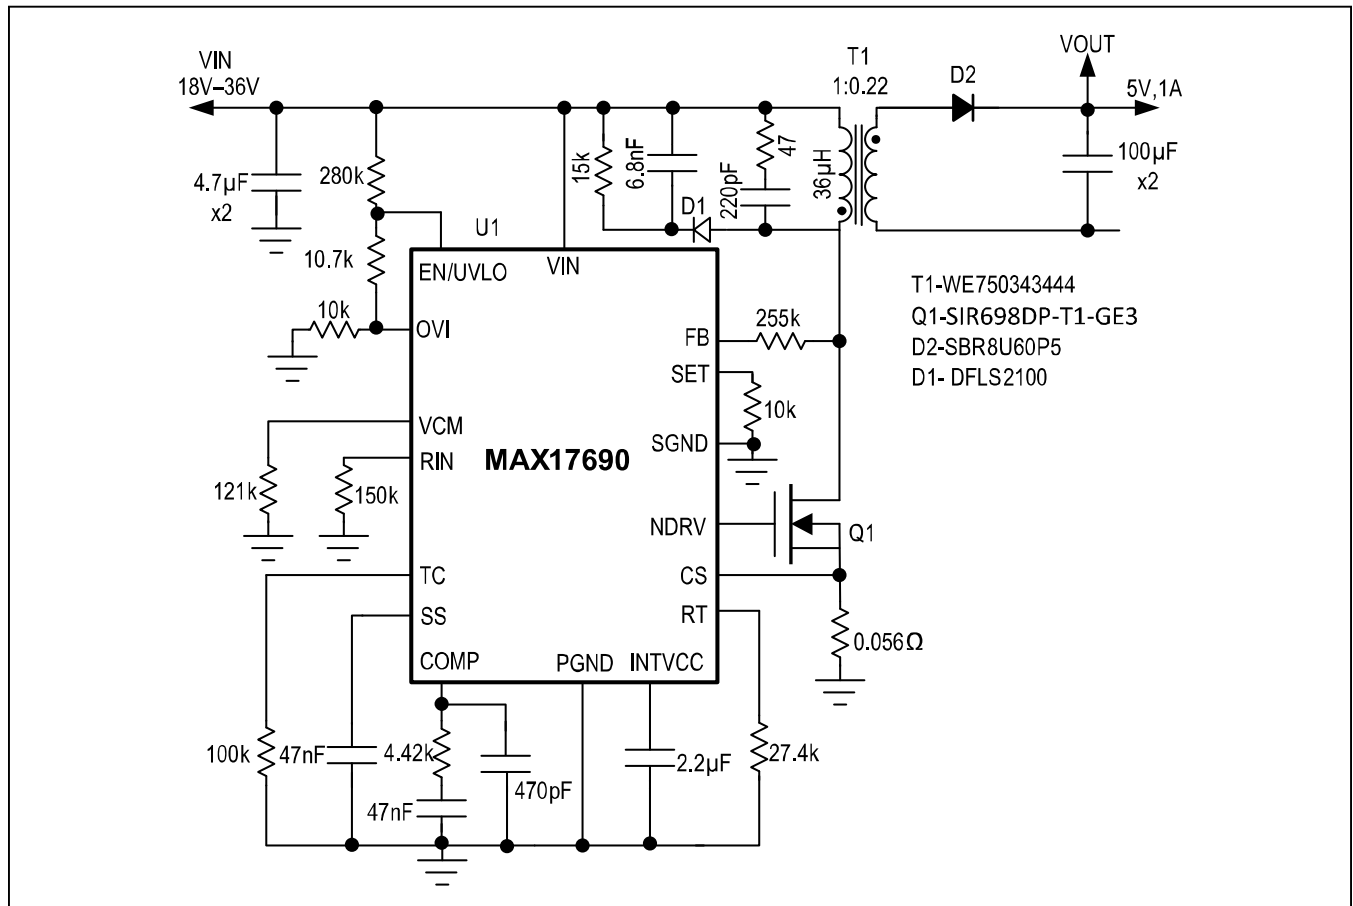 VIN
18V–36V
T1
1:0.22
D2
VOUT
5V,1A
4.7µF
x2
280k
15k
6.8nF
47
220pF
36µH
100µF
x2
D1
U1
10.7k
EN/UVLO
VIN
10k
OVI
FB
255k
SET
10k
SGND
T1-WE750343444
Q1-SIR698DP-T1-GE3
D2-SBR8U60P5
D1- DFLS2100
VCM
RIN
MAX17690
121k
150k
NDRV
Q1
TC
CS
SS
RT
0.056Ω
COMP
PGND
INTVCC
100k
47nF
4.42k
470pF
2.2µF
27.4k
47nF